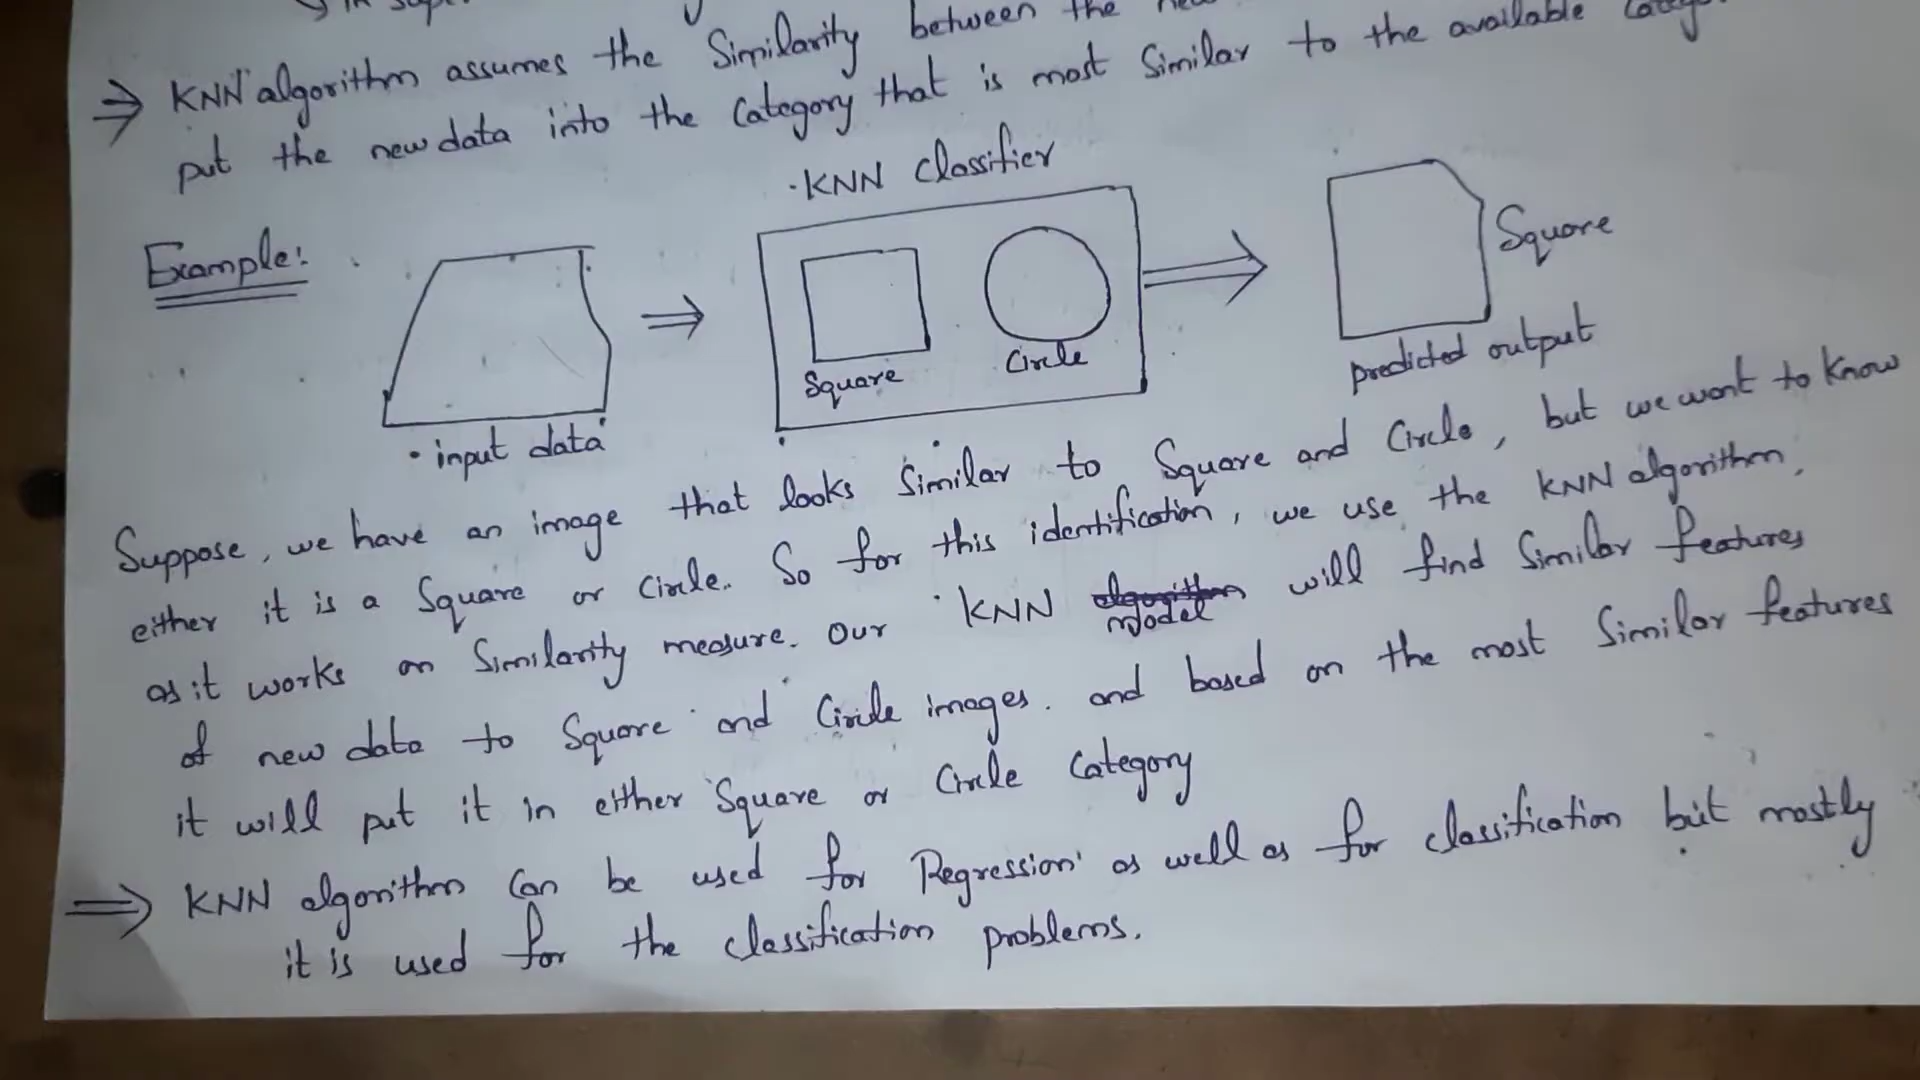 in
KNN algorithm assumes the Similarity between the
put the new data into the Category that is most Similar to the available
KNN classifier
Example:
Square
Square
Circle
predicted output
input data
Suppose, we have an image that looks Similar to Square and Circle, but we want to know
either it is a Square or Circle. So for this identification, we use the KNN algorithm,
as it works on Similarity measure. Our KNN algorithm model will find Similar features
of new data to Square and Circle images. and based on the most Similar features
it will put it in either Square or Circle Category
⇒ KNN algorithm Can be used for Regression as well as for classification but mostly
it is used for the classification problems.